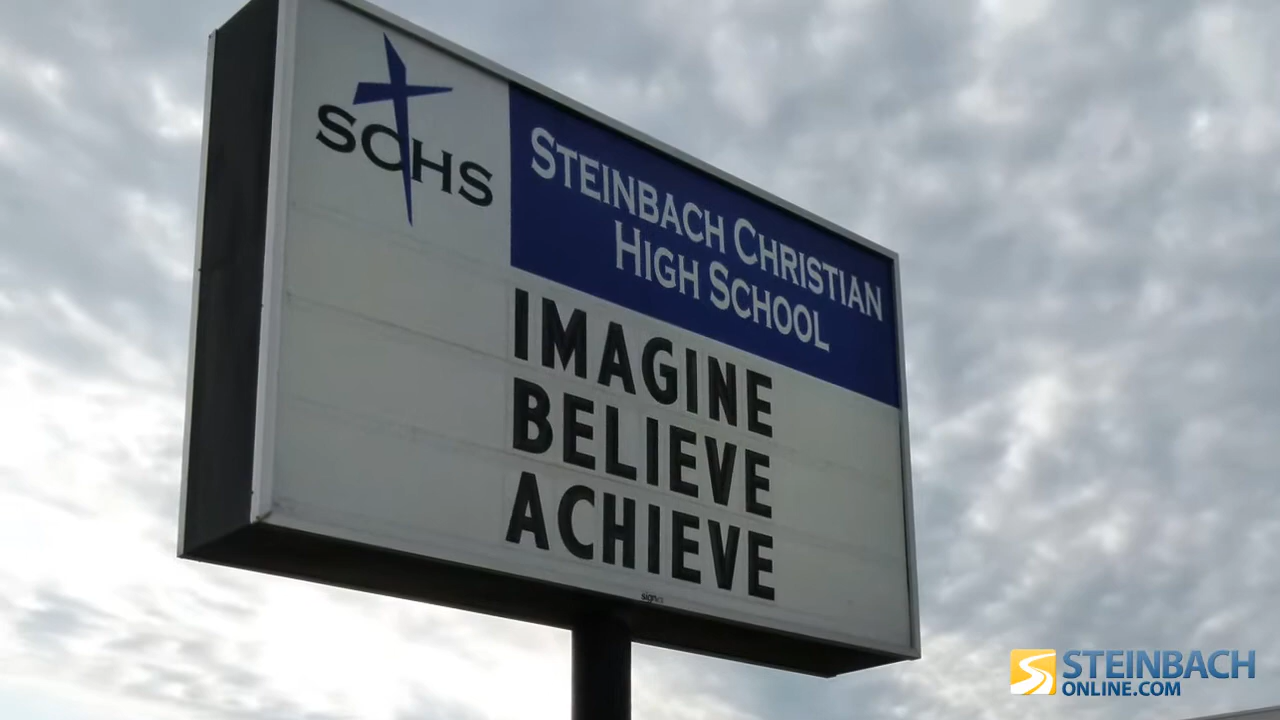 SCHS
STEINBACH CHRISTIAN
HIGH SCHOOL
IMAGINE
BELIEVE
ACHIEVE
STEINBACH
ONLINE.COM